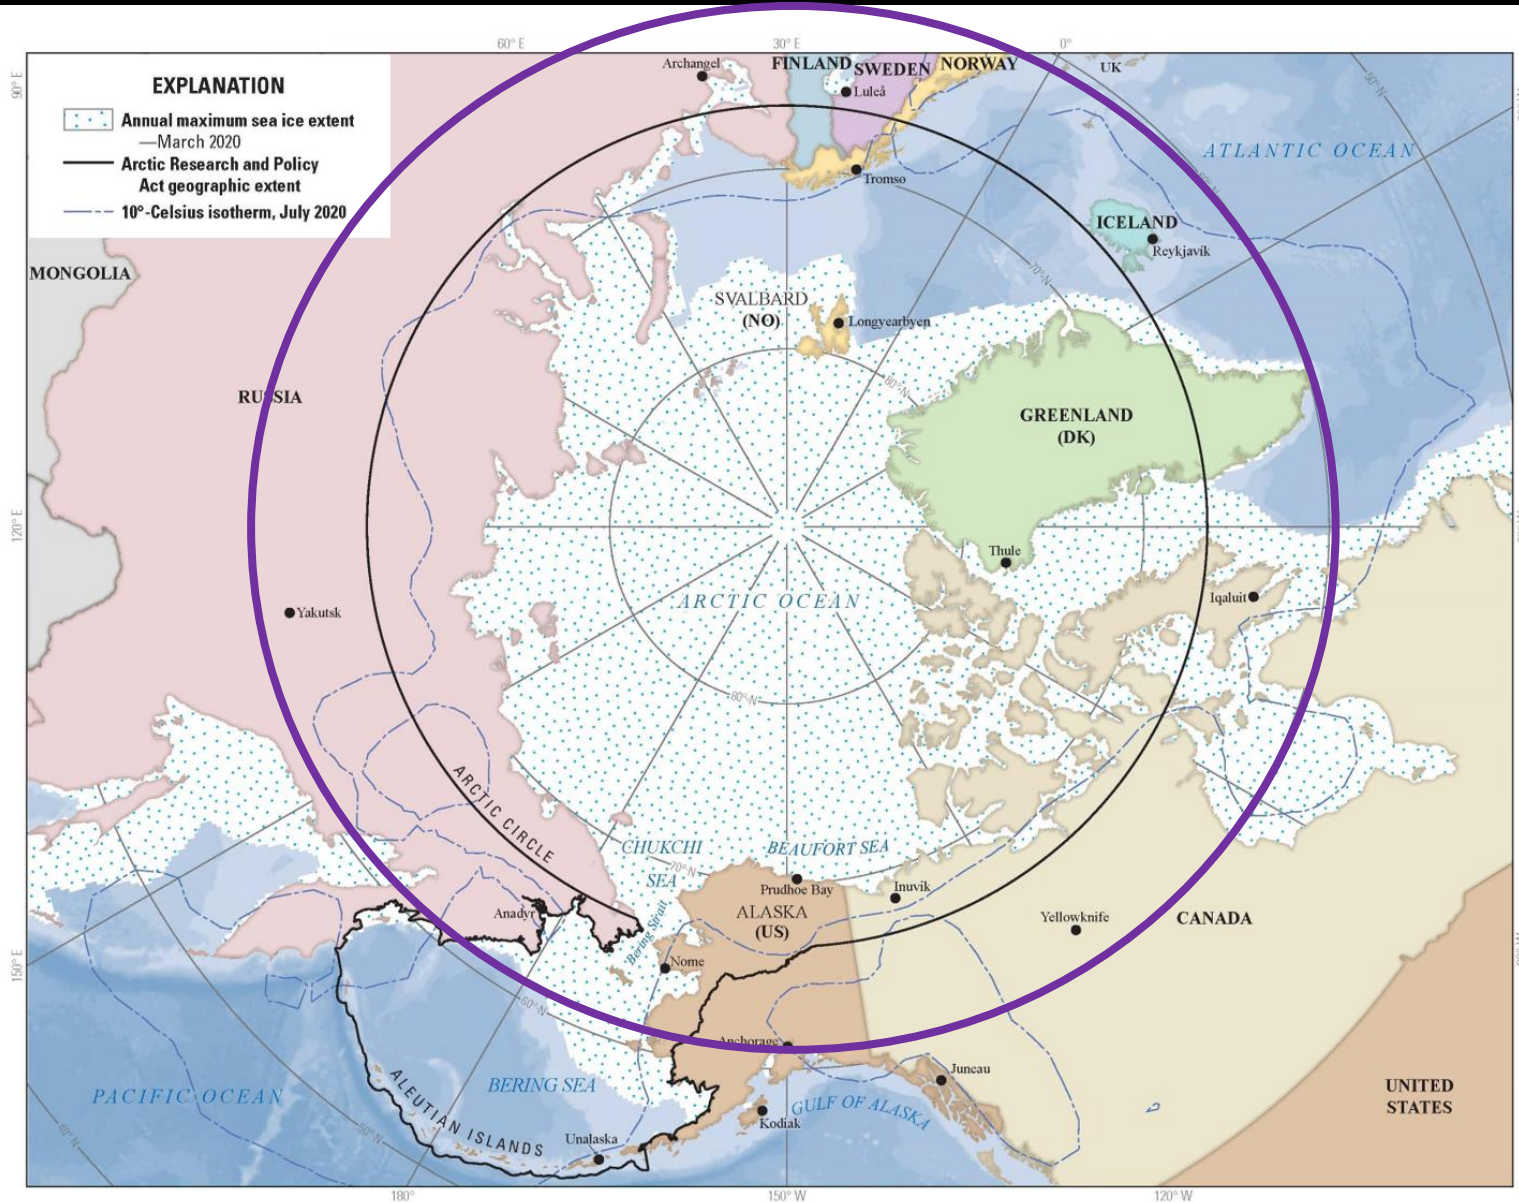 60° E
30° E
0°
90° E
EXPLANATION
Annual maximum sea ice extent
—March 2020
Arctic Research and Policy
Act geographic extent
10°-Celsius isotherm, July 2020
Archangel
FINLAND
SWEDEN
NORWAY
UK
Luleå
50°N
ATLANTIC OCEAN
Tromsø
ICELAND
Reykjavík
MONGOLIA
70°N
SVALBARD
(NO)
Longyearbyen
80°N
RUSSIA
GREENLAND
(DK)
120° E
Thule
ARCTIC OCEAN
Iqaluit
Yakutsk
80°N
ARCTIC CIRCLE
CHUKCHI
SEA
BEAUFORT SEA
70°N
Prudhoe Bay
Inuvik
ALASKA
(US)
Anadyr
Bering Strait
Yellowknife
CANADA
Nome
150° E
60°N
Anchorage
Juneau
BERING SEA
PACIFIC OCEAN
ALEUTIAN ISLANDS
GULF OF ALASKA
Kodiak
UNITED
STATES
40°N
50°N
Unalaska
180°
150° W
120° W